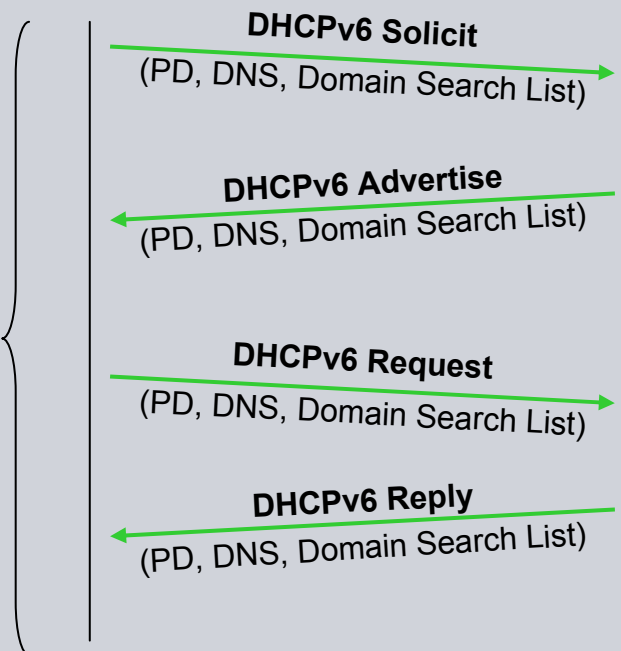 DHCPv6 Solicit
(PD, DNS, Domain Search List)
DHCPv6 Advertise
(PD, DNS, Domain Search List)
DHCPv6 Request
(PD, DNS, Domain Search List)
DHCPv6 Reply
(PD, DNS, Domain Search List)